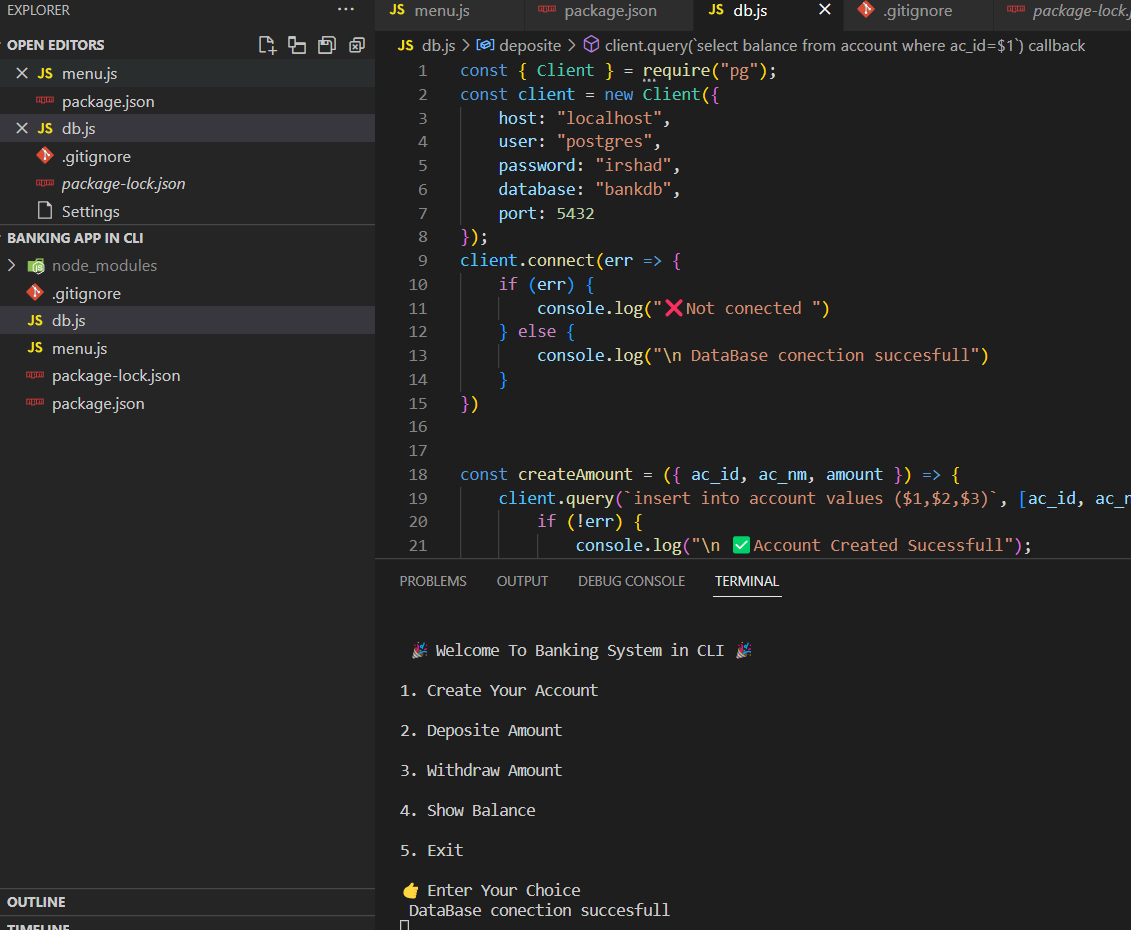 EXPLORER ...
OPEN EDITORS
JS menu.js
package.json
JS db.js
.gitignore
package-lock.json
Settings
BANKING APP IN CLI
node_modules
.gitignore
JS db.js
JS menu.js
package-lock.json
package.json
OUTLINE
TIMELINE
JS menu.js package.json JS db.js .gitignore package-lock.
JS db.js > deposite > client.query(`select balance from account where ac_id=$1`) callback
1 const { Client } = require("pg");
2 const client = new Client({
3 host: "localhost",
4 user: "postgres",
5 password: "irshad",
6 database: "bankdb",
7 port: 5432
8 });
9 client.connect(err => {
10 if (err) {
11 console.log("❌Not conected ")
12 } else {
13 console.log("\n DataBase conection succesfull")
14 }
15 })
16
17
18 const createAmount = ({ ac_id, ac_nm, amount }) => {
19 client.query(`insert into account values ($1,$2,$3)`, [ac_id, ac_n
20 if (!err) {
21 console.log("\n ✅Account Created Sucessfull");
PROBLEMS OUTPUT DEBUG CONSOLE TERMINAL
🎉 Welcome To Banking System in CLI 🎉
1. Create Your Account
2. Deposite Amount
3. Withdraw Amount
4. Show Balance
5. Exit
👉 Enter Your Choice
DataBase conection succesfull